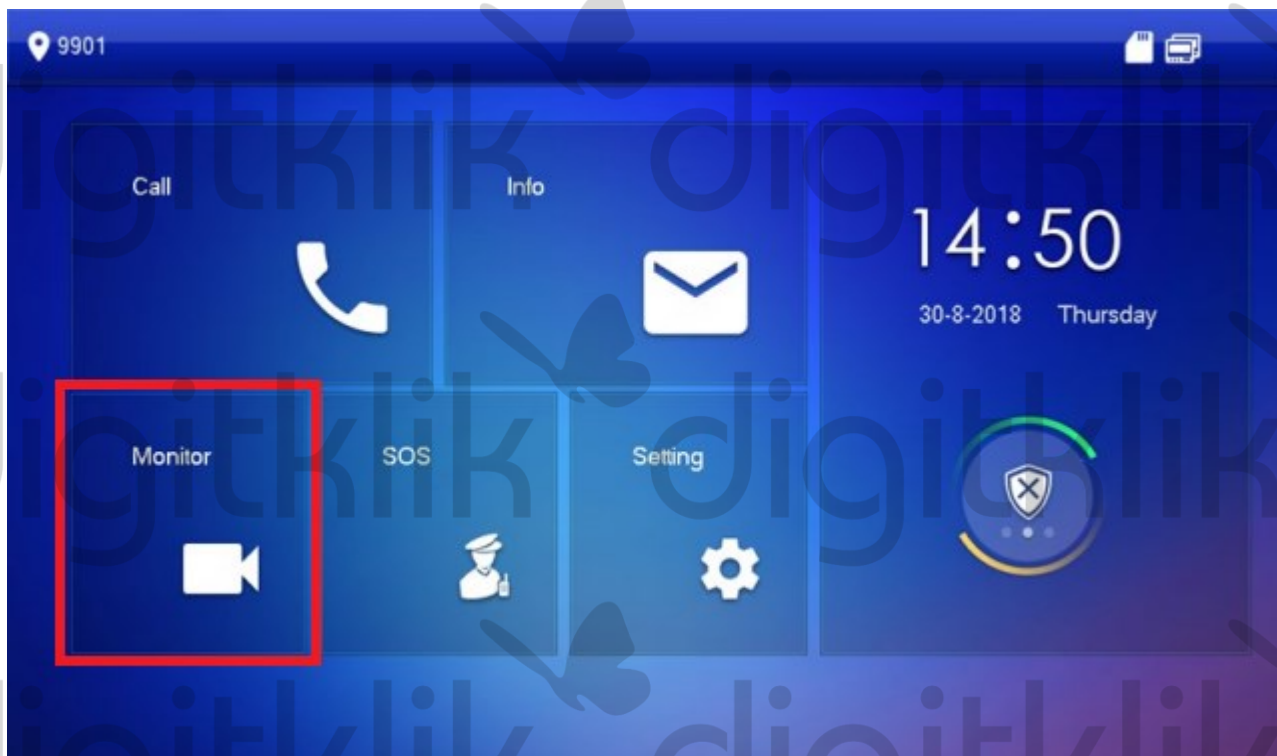 9901
Call
Info
14:50
30-8-2018 Thursday
Monitor
SOS
Setting
digitklik